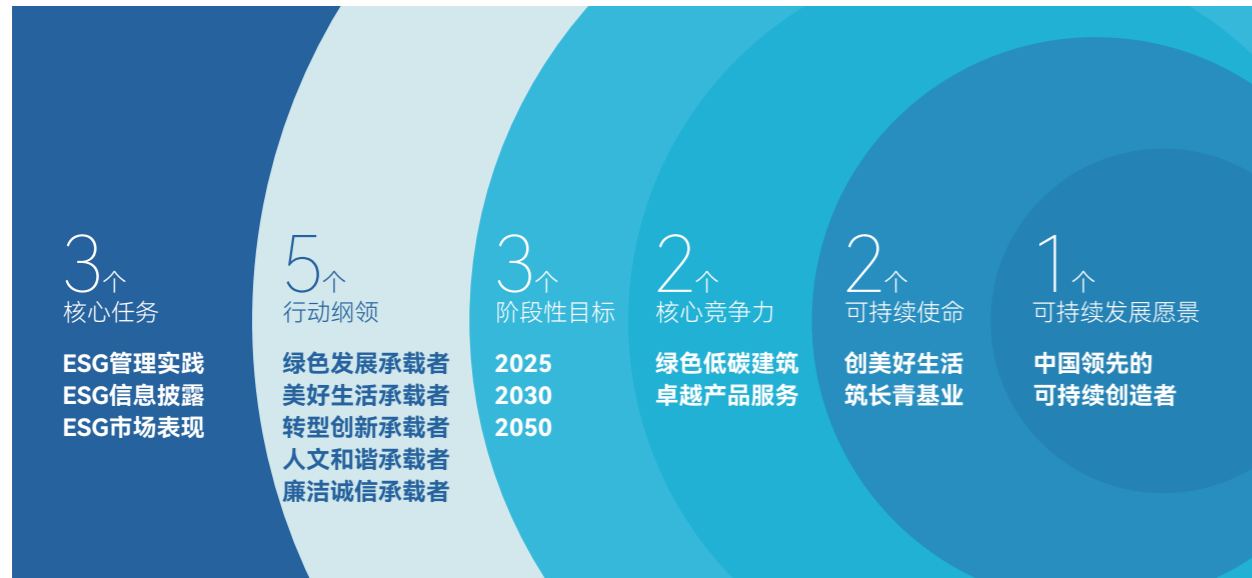 3个
核心任务
ESG管理实践
ESG信息披露
ESG市场表现
5个
行动纲领
绿色发展承载者
美好生活承载者
转型创新承载者
人文和谐承载者
廉洁诚信承载者
3个
阶段性目标
2025
2030
2050
2个
核心竞争力
绿色低碳建筑
卓越产品服务
2个
可持续使命
创美好生活
筑长青基业
1个
可持续发展愿景
中国领先的
可持续创造者